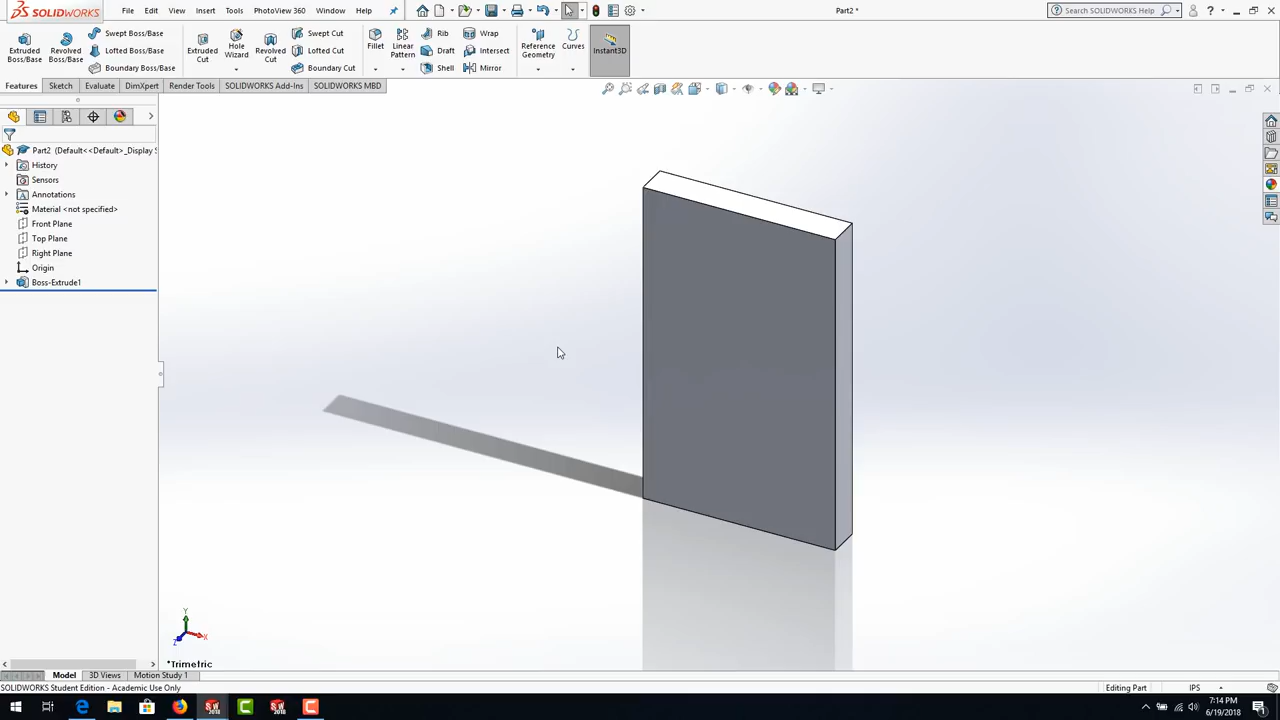 SOLIDWORKS
File Edit View Insert Tools PhotoView 360 Window Help
Part2 *
Search SOLIDWORKS Help
Extruded Boss/Base
Revolved Boss/Base
Swept Boss/Base
Lofted Boss/Base
Boundary Boss/Base
Extruded Cut
Hole Wizard
Revolved Cut
Swept Cut
Lofted Cut
Boundary Cut
Fillet
Linear Pattern
Rib
Draft
Shell
Wrap
Intersect
Mirror
Reference Geometry
Curves
Instant3D
Features Sketch Evaluate DimXpert Render Tools SOLIDWORKS Add-Ins SOLIDWORKS MBD
Part2 (Default<<Default>_Display S
History
Sensors
Annotations
Material <not specified>
Front Plane
Top Plane
Right Plane
Origin
Boss-Extrude1
Y
X
Z
*Trimetric
Model 3D Views Motion Study 1
SOLIDWORKS Student Edition - Academic Use Only
Editing Part IPS
7:14 PM
6/19/2018